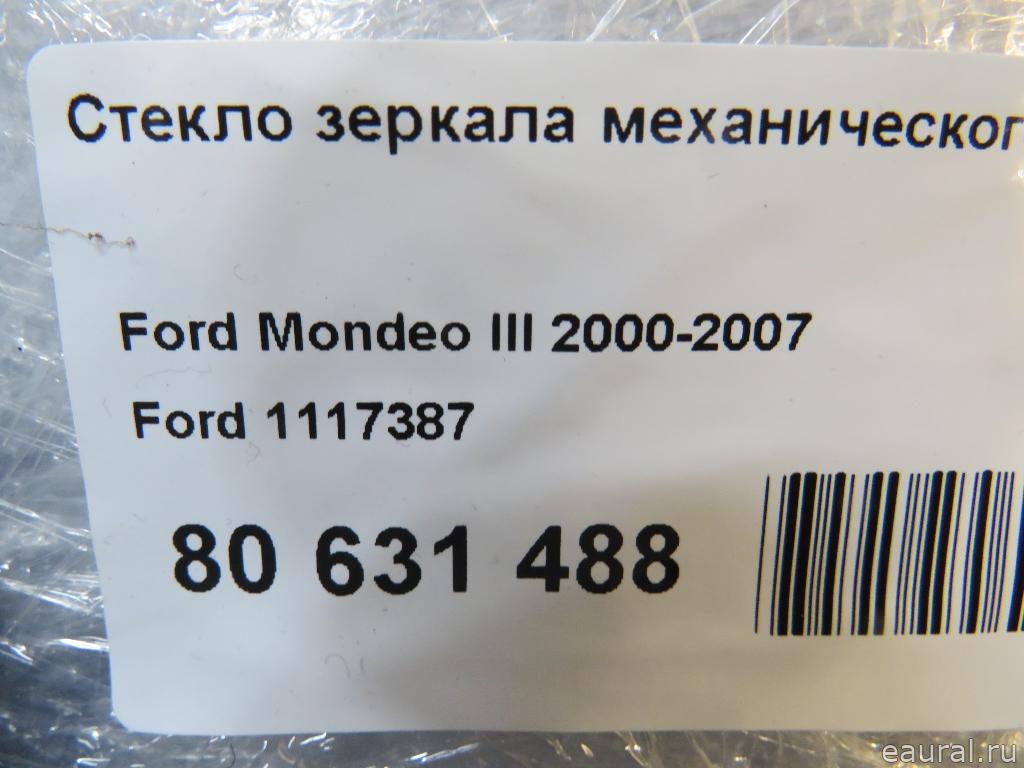 Стекло зеркала механическог
Ford Mondeo III 2000-2007
Ford 1117387
80 631 488
eaural.ru